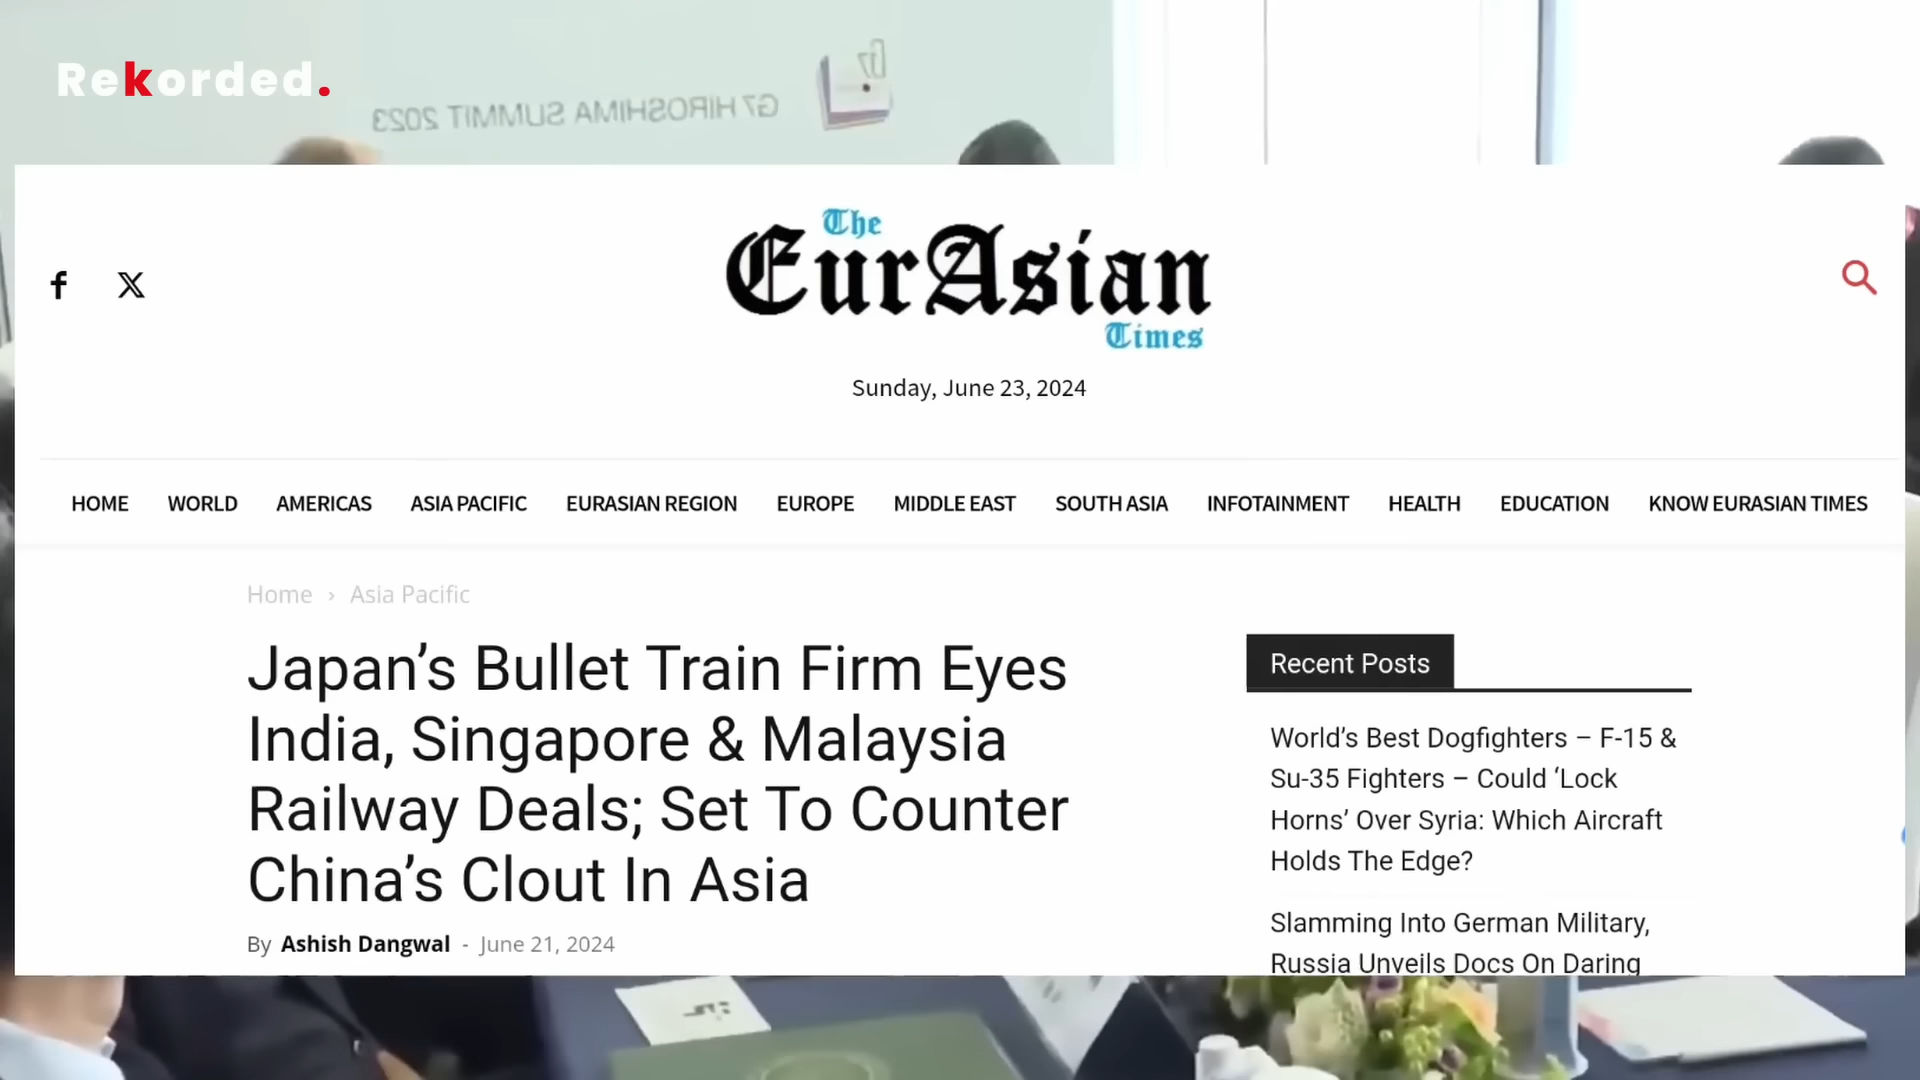 Rekorded.
G7 HIROSHIMA SUMMIT 2023
G7
The
EurAsian
Times
Sunday, June 23, 2024
HOME WORLD AMERICAS ASIA PACIFIC EURASIAN REGION EUROPE MIDDLE EAST SOUTH ASIA INFOTAINMENT HEALTH EDUCATION KNOW EURASIAN TIMES
Home › Asia Pacific
Japan’s Bullet Train Firm Eyes
India, Singapore & Malaysia
Railway Deals; Set To Counter
China’s Clout In Asia
By Ashish Dangwal - June 21, 2024
Recent Posts
World’s Best Dogfighters – F-15 &
Su-35 Fighters – Could ‘Lock
Horns’ Over Syria: Which Aircraft
Holds The Edge?
Slamming Into German Military,
Russia Unveils Docs On Daring